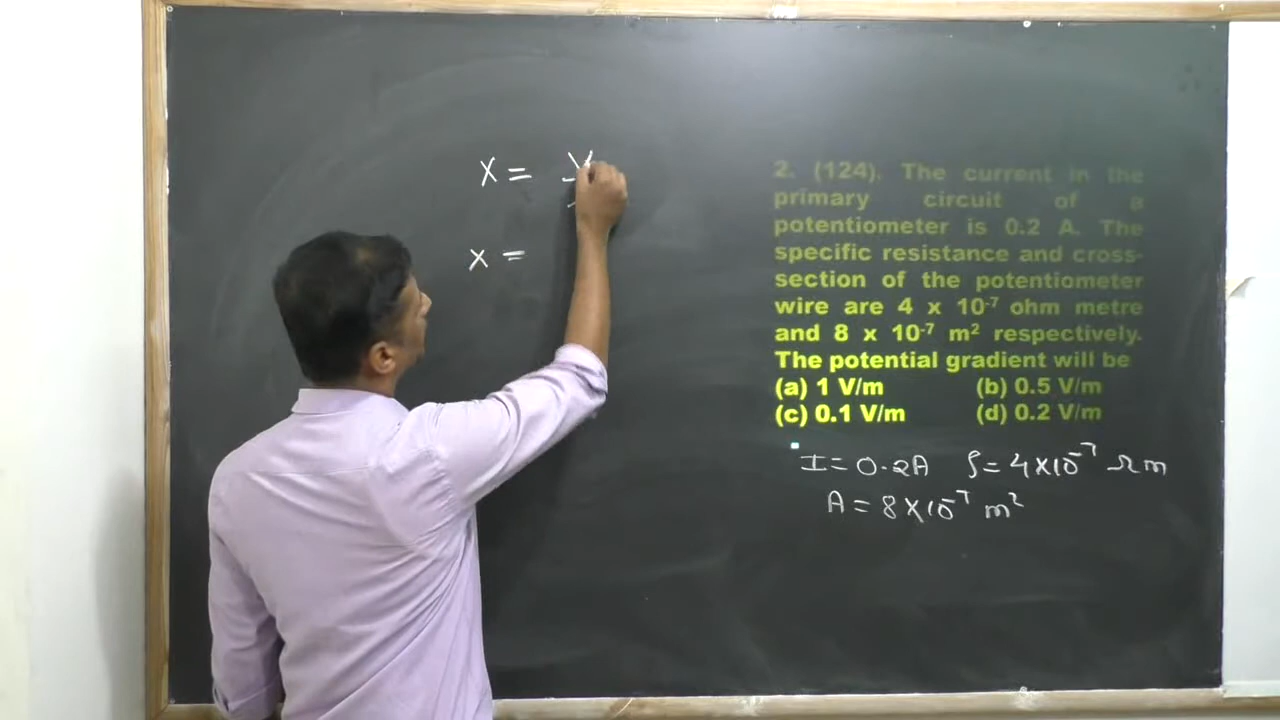 x = V
x =
2. (124). The current in the
primary circuit of a
potentiometer is 0.2 A. The
specific resistance and cross-
section of the potentiometer
wire are 4 x 10⁻⁷ ohm metre
and 8 x 10⁻⁷ m² respectively.
The potential gradient will be
(a) 1 V/m (b) 0.5 V/m
(c) 0.1 V/m (d) 0.2 V/m
I = 0.2A ρ = 4×10⁻⁷ Ωm
A = 8×10⁻⁷ m²